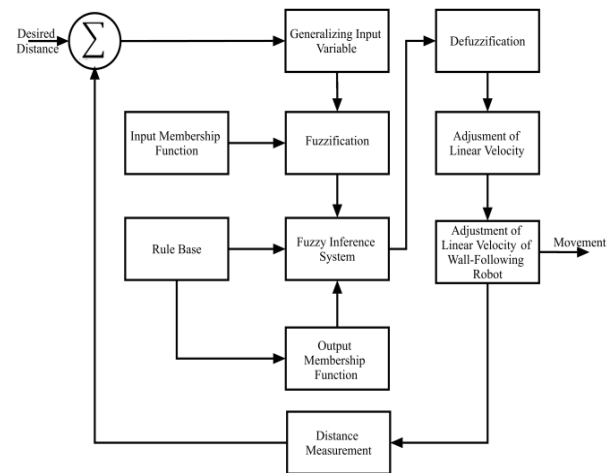 Desired
Distance
Σ
Generalizing Input
Variable
Defuzzification
Input Membership
Function
Fuzzification
Adjusment of
Linear Velocity
Rule Base
Fuzzy Inference
System
Adjustment of
Linear Velocity of
Wall-Following
Robot
Movement
Output
Membership
Function
Distance
Measurement